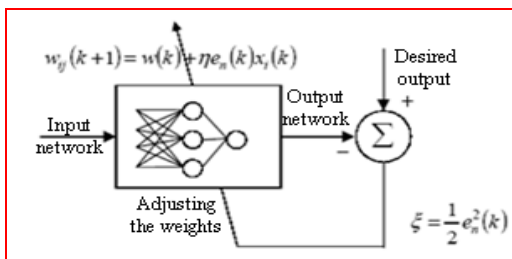 w_ij(k+1) = w(k) + ηe_n(k)x_i(k)
Desired
output
+
Output
network
Input
network
Σ
−
Adjusting
the weights
ξ = 1/2 e_n^2(k)